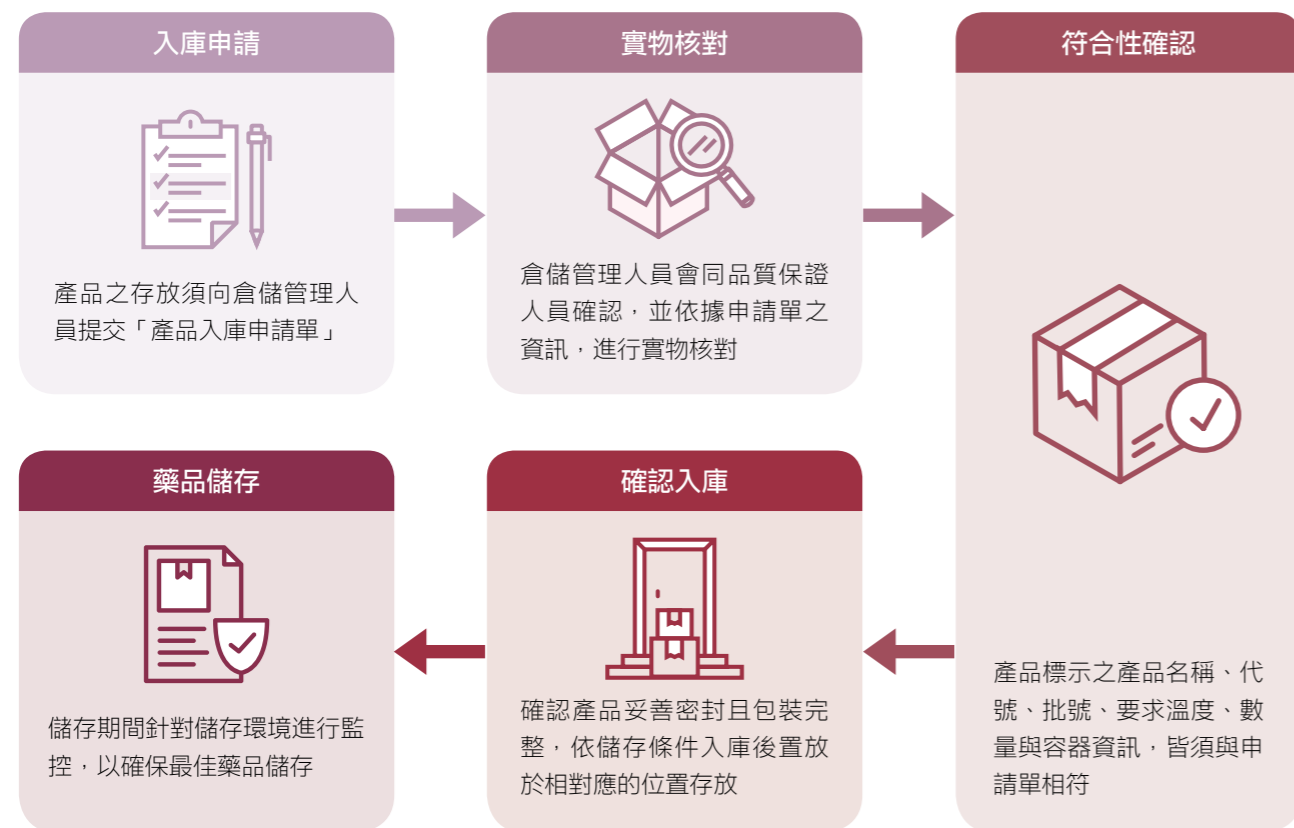 入庫申請
產品之存放須向倉儲管理人
員提交「產品入庫申請單」
實物核對
倉儲管理人員會同品質保證
人員確認，並依據申請單之
資訊，進行實物核對
符合性確認
產品標示之產品名稱、代
號、批號、要求溫度、數
量與容器資訊，皆須與申
請單相符
確認入庫
確認產品妥善密封且包裝完
整，依儲存條件入庫後置放
於相對應的位置存放
藥品儲存
儲存期間針對儲存環境進行監
控，以確保最佳藥品儲存